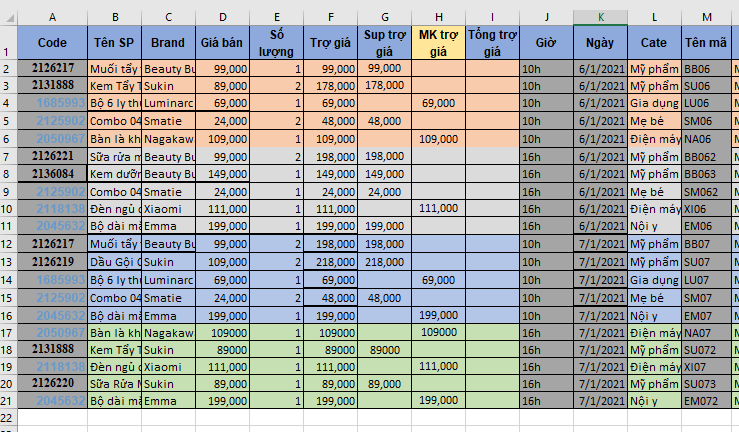 A B C D E F G H I J K L M
1 Code Tên SP Brand Giá bán Số lượng Trợ giá Sup trợ giá MK trợ giá Tổng trợ giá Giờ Ngày Cate Tên mã
2 2126217 Muối tẩy Beauty Bu 99,000 1 99,000 99,000 10h 6/1/2021 Mỹ phẩm BB06
3 2131888 Kem Tẩy T Sukin 89,000 2 178,000 178,000 10h 6/1/2021 Mỹ phẩm SU06
4 1685993 Bộ 6 ly th Luminarc 69,000 1 69,000 69,000 10h 6/1/2021 Gia dụng LU06
5 2125902 Combo 04 Smatie 24,000 2 48,000 48,000 10h 6/1/2021 Mẹ bé SM06
6 2050967 Bàn là kh Nagakaw 109,000 1 109,000 109,000 10h 6/1/2021 Điện máy NA06
7 2126221 Sữa rửa m Beauty Bu 99,000 2 198,000 198,000 16h 6/1/2021 Mỹ phẩm BB062
8 2136084 Kem dưỡn Beauty Bu 149,000 1 149,000 149,000 16h 6/1/2021 Mỹ phẩm BB063
9 2125902 Combo 04 Smatie 24,000 1 24,000 24,000 16h 6/1/2021 Mẹ bé SM062
10 2118138 Đèn ngủ Xiaomi 111,000 1 111,000 111,000 16h 6/1/2021 Điện máy XI06
11 2045632 Bộ dài mà Emma 199,000 1 199,000 199,000 16h 6/1/2021 Nội y EM06
12 2126217 Muối tẩy Beauty Bu 99,000 2 198,000 198,000 10h 7/1/2021 Mỹ phẩm BB07
13 2126219 Dầu Gội Sukin 109,000 2 218,000 218,000 10h 7/1/2021 Mỹ phẩm SU07
14 1685993 Bộ 6 ly th Luminarc 69,000 1 69,000 69,000 10h 7/1/2021 Gia dụng LU07
15 2125902 Combo 04 Smatie 24,000 2 48,000 48,000 10h 7/1/2021 Mẹ bé SM07
16 2045632 Bộ dài mà Emma 199,000 1 199,000 199,000 10h 7/1/2021 Nội y EM07
17 2050967 Bàn là kh Nagakaw 109000 1 109000 109000 16h 7/1/2021 Điện máy NA07
18 2131888 Kem Tẩy T Sukin 89000 1 89000 89000 16h 7/1/2021 Mỹ phẩm SU072
19 2118138 Đèn ngủ Xiaomi 111,000 1 111,000 111,000 16h 7/1/2021 Điện máy XI07
20 2126220 Sữa Rửa M Sukin 89,000 1 89,000 89,000 16h 7/1/2021 Mỹ phẩm SU073
21 2045632 Bộ dài mà Emma 199,000 1 199,000 199,000 16h 7/1/2021 Nội y EM072
22